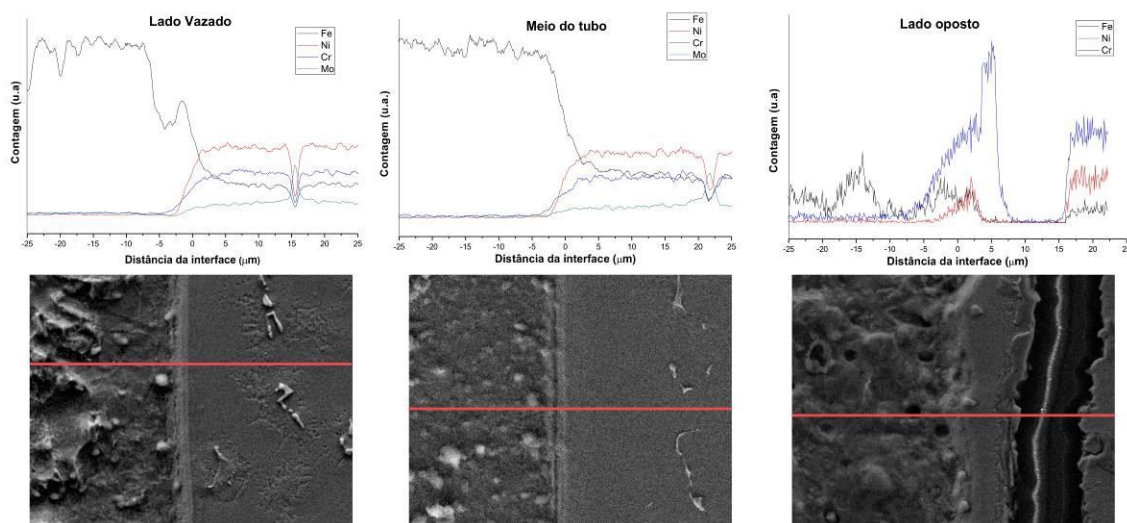 Lado Vazado
Fe
Ni
Cr
Mo
Contagem (u.a)
-25 -20 -15 -10 -5 0 5 10 15 20 25
Distância da interface (µm)
Meio do tubo
Fe
Ni
Cr
Mo
Contagem (u.a.)
-25 -20 -15 -10 -5 0 5 10 15 20 25
Distância da interface (µm)
Lado oposto
Fe
Ni
Cr
Contagem (u.a)
-25 -20 -15 -10 -5 0 5 10 15 20
Distância da interface (µm)